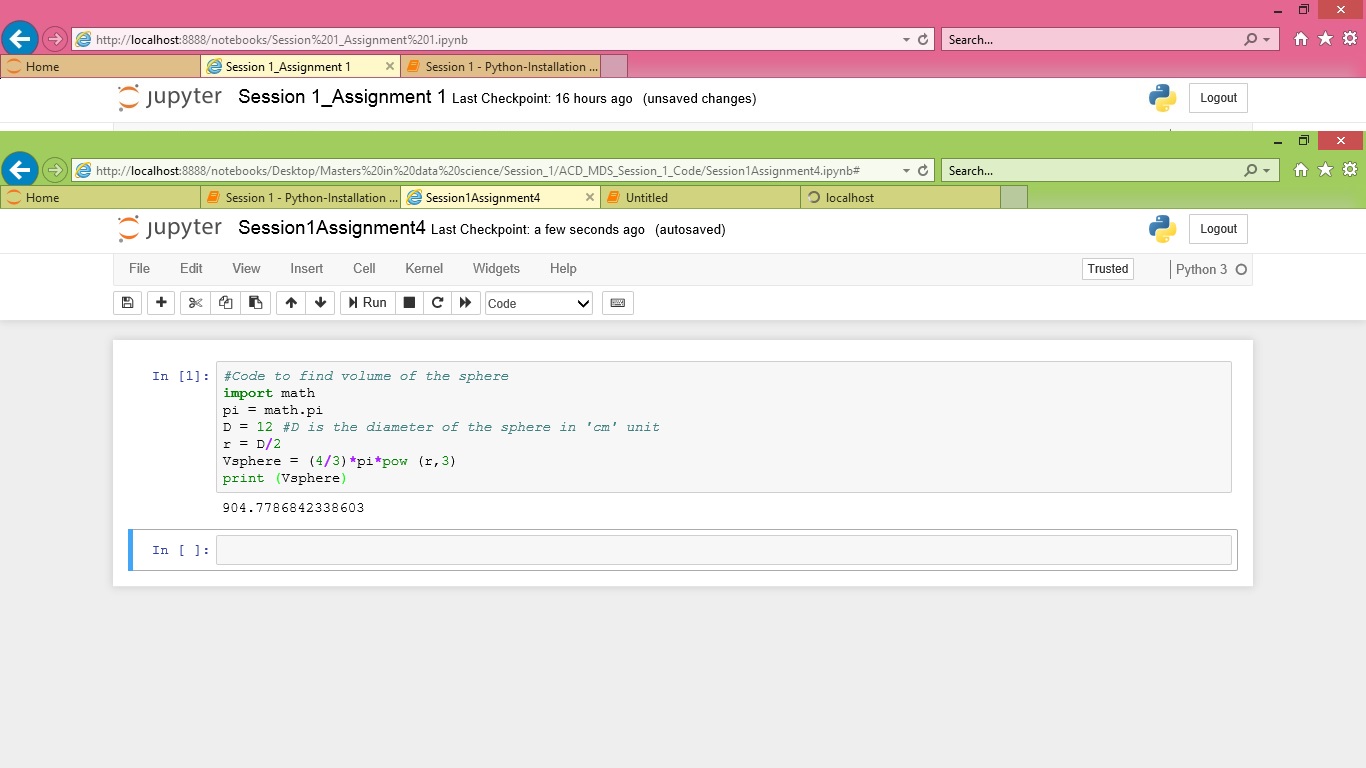 http://localhost:8888/notebooks/Session%201_Assignment%201.ipynb Search...
Home Session 1_Assignment 1 Session 1 - Python-Installation ...
jupyter Session 1_Assignment 1 Last Checkpoint: 16 hours ago (unsaved changes) Logout
http://localhost:8888/notebooks/Desktop/Masters%20in%20data%20science/Session_1/ACD_MDS_Session_1_Code/Session1Assignment4.ipynb# Search...
Home Session 1 - Python-Installation ... Session1Assignment4 Untitled localhost
jupyter Session1Assignment4 Last Checkpoint: a few seconds ago (autosaved) Logout
File Edit View Insert Cell Kernel Widgets Help Trusted Python 3
Run Code
In [1]: #Code to find volume of the sphere
import math
pi = math.pi
D = 12 #D is the diameter of the sphere in 'cm' unit
r = D/2
Vsphere = (4/3)*pi*pow (r,3)
print (Vsphere)
904.7786842338603
In [ ]: